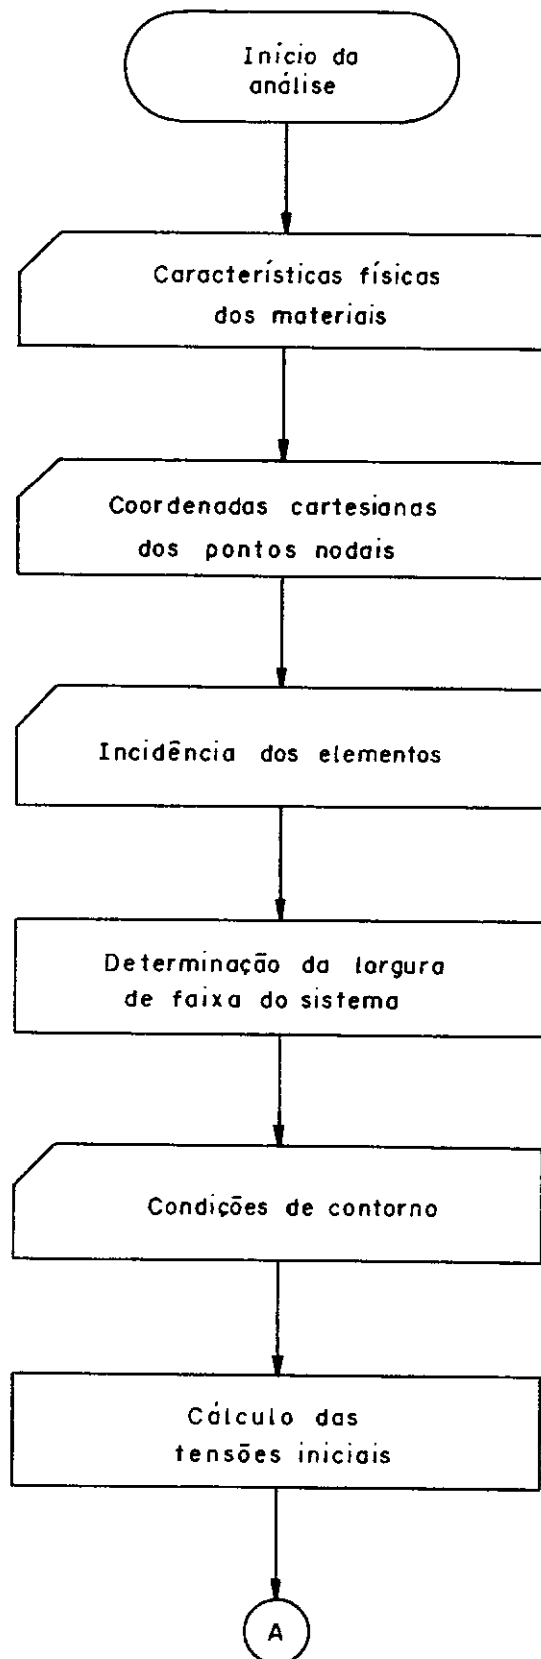 Início da
análise
Características físicas
dos materiais
Coordenadas cartesianas
dos pontos nodais
Incidência dos elementos
Determinação da largura
de faixa do sistema
Condições de contorno
Cálculo das
tensões iniciais
A